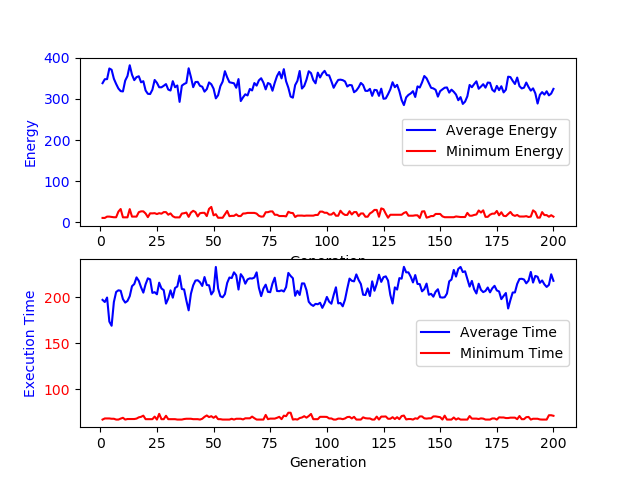 400
300
200
100
0
Energy
Average Energy
Minimum Energy
0 25 50 75 100 125 150 175 200
Generation
200
150
100
Execution Time
Average Time
Minimum Time
0 25 50 75 100 125 150 175 200
Generation